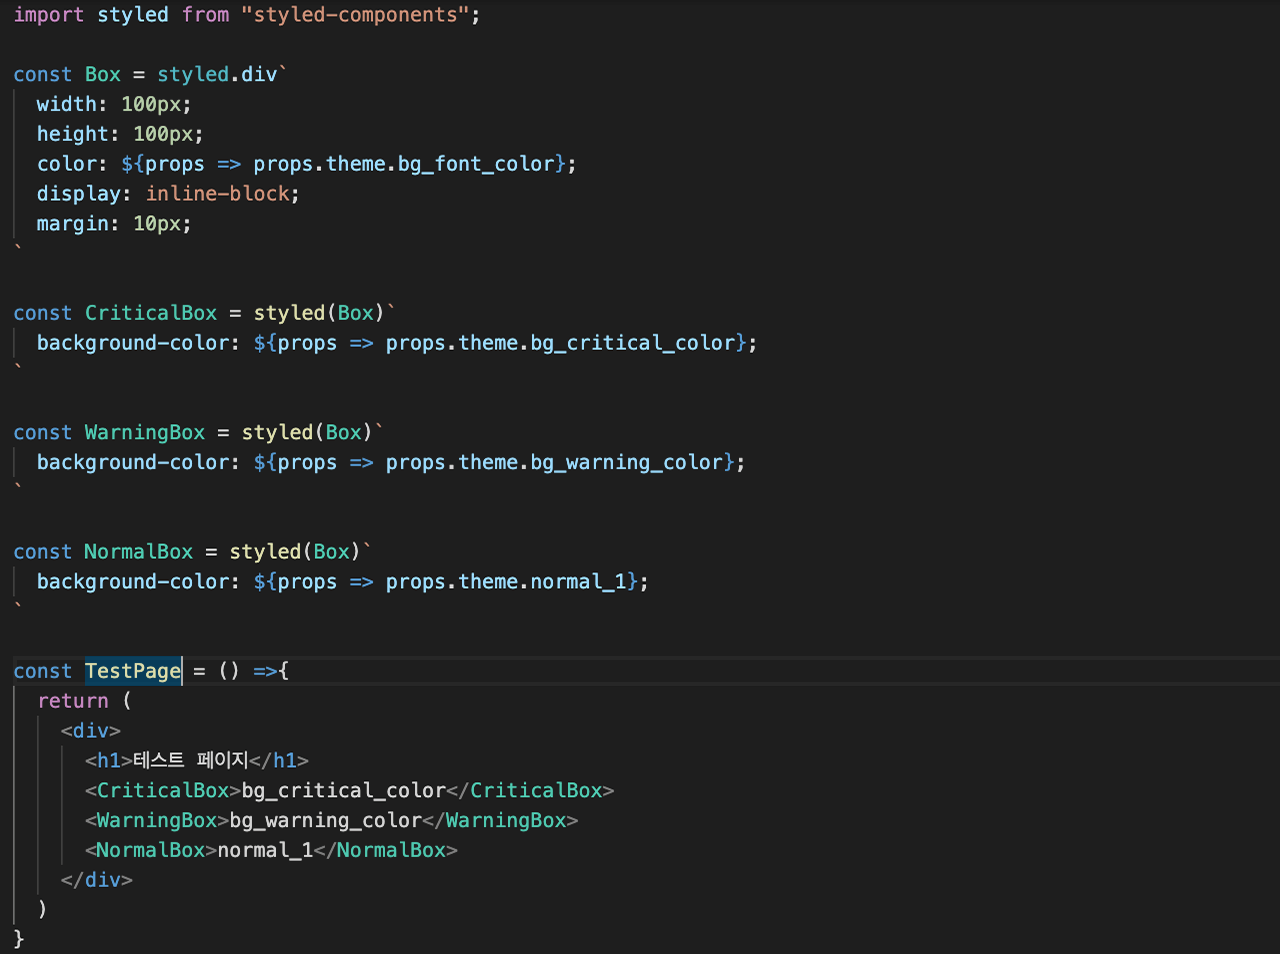 import styled from "styled-components";
const Box = styled.div`
width: 100px;
height: 100px;
color: ${props => props.theme.bg_font_color};
display: inline-block;
margin: 10px;
`
const CriticalBox = styled(Box)`
background-color: ${props => props.theme.bg_critical_color};
`
const WarningBox = styled(Box)`
background-color: ${props => props.theme.bg_warning_color};
`
const NormalBox = styled(Box)`
background-color: ${props => props.theme.normal_1};
`
const TestPage = () =>{
return (
<div>
<h1>테스트 페이지</h1>
<CriticalBox>bg_critical_color</CriticalBox>
<WarningBox>bg_warning_color</WarningBox>
<NormalBox>normal_1</NormalBox>
</div>
)
}